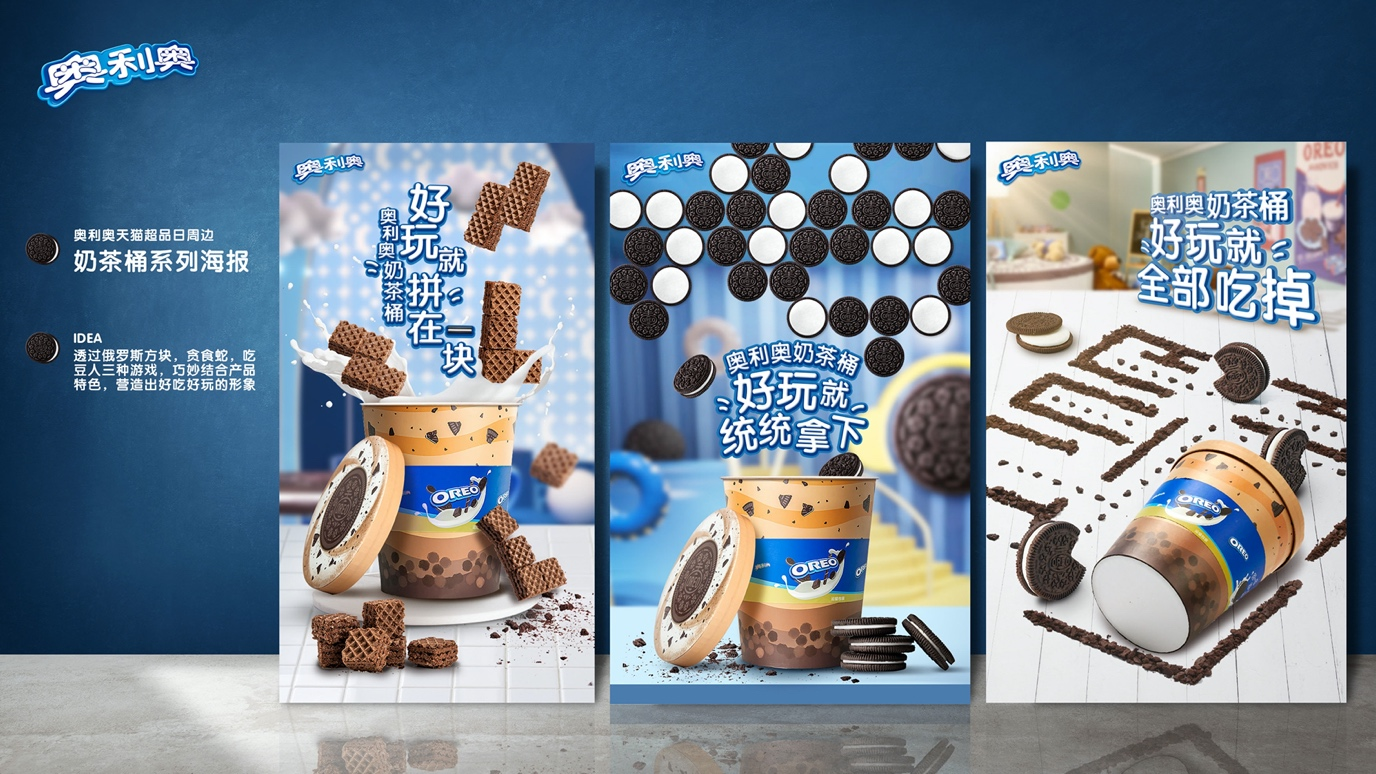 奥利奥
奥利奥天猫超品日周边
奶茶桶系列海报
IDEA
透过俄罗斯方块，贪食蛇，吃
豆人三种游戏，巧妙结合产品
特色，营造出好吃好玩的形象
奥利奥
奥利奥奶茶桶
好玩就
拼在一块
OREO
奥利奥
奥利奥奶茶桶
好玩就
统统拿下
OREO
奥利奥
OREO
奥利奥奶茶桶
好玩就
全部吃掉
OREO
OREO